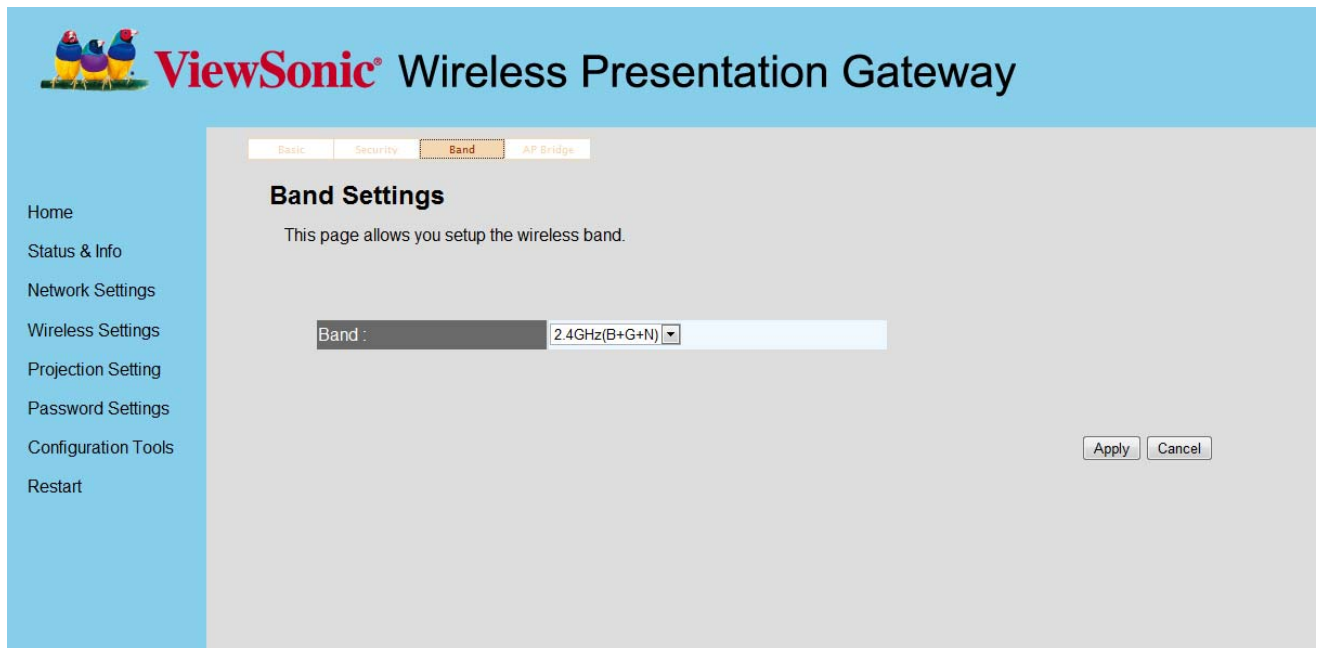 ViewSonic® Wireless Presentation Gateway
Basic Security Band AP Bridge
Band Settings
This page allows you setup the wireless band.
Home
Status & Info
Network Settings
Wireless Settings
Projection Setting
Password Settings
Configuration Tools
Restart
Band : 2.4GHz(B+G+N)
Apply Cancel